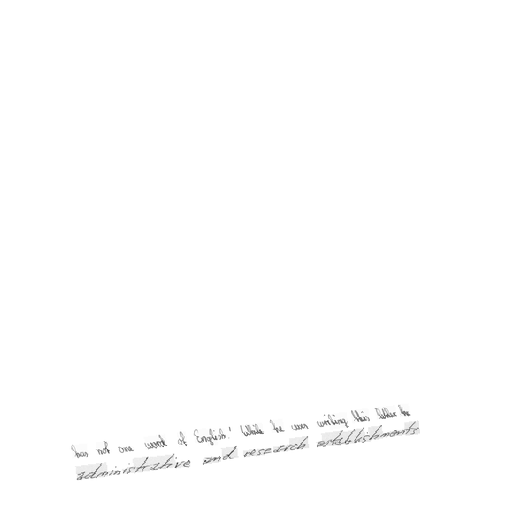 has not one word of English! While he was writing this letter he
administrative and research establishments